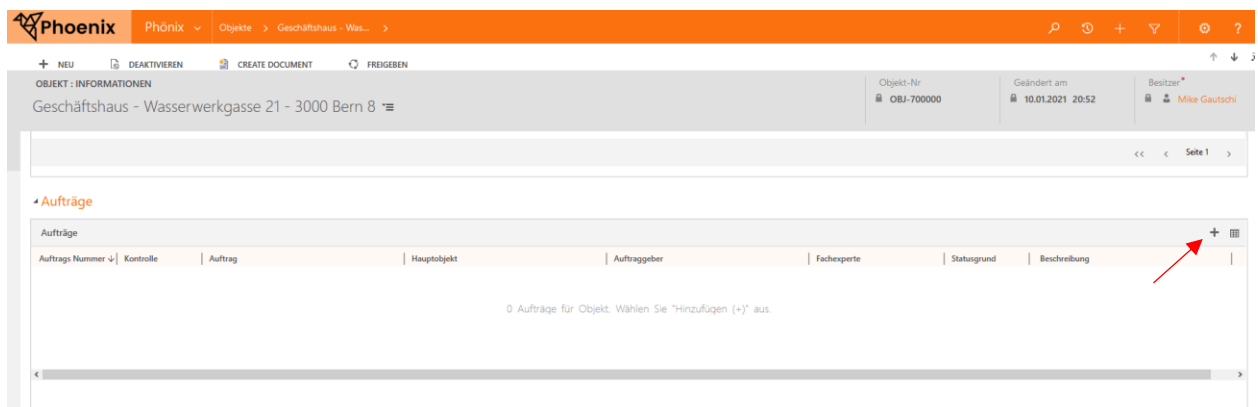 Phoenix Phönix Objekte > Geschäftshaus - Was... > ?
+ NEU DEAKTIVIEREN CREATE DOCUMENT FREIGEBEN
OBJEKT : INFORMATIONEN
Geschäftshaus - Wasserwerkgasse 21 - 3000 Bern 8
Objekt-Nr Geändert am Besitzer*
OBJ-700000 10.01.2021 20:52 Mike Gautschi
<< < Seite 1 >
Aufträge
Aufträge
Auftrags Nummer Kontrolle Auftrag Hauptobjekt Auftraggeber Fachexperte Statusgrund Beschreibung
0 Aufträge für Objekt. Wählen Sie "Hinzufügen (+)" aus.